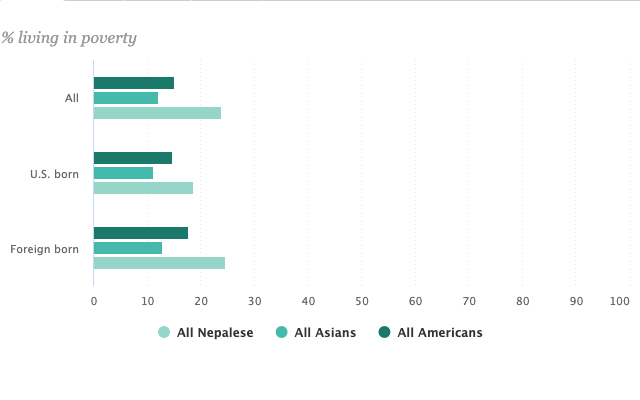 % living in poverty
All
U.S. born
Foreign born
0 10 20 30 40 50 60 70 80 90 100
All Nepalese All Asians All Americans